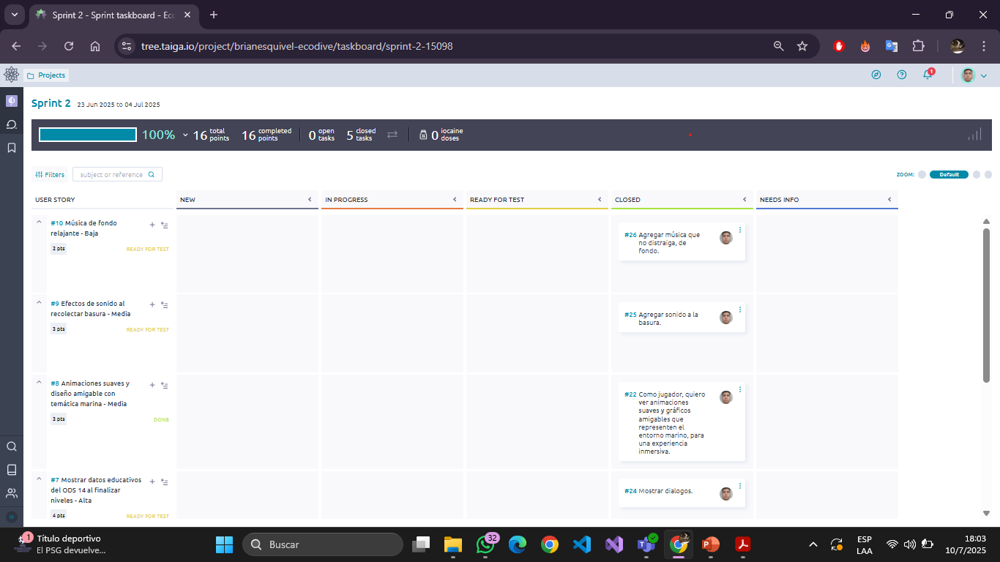 Sprint 2 - Sprint taskboard - Eco
tree.taiga.io/project/brianesquivel-ecodive/taskboard/sprint-2-15098
Projects
1
Sprint 2 23 Jun 2025 to 04 Jul 2025
100%
16 total points
16 completed points
0 open tasks
5 closed tasks
0 iocaine doses
Filters
subject or reference
ZOOM: Default
USER STORY
NEW
IN PROGRESS
READY FOR TEST
CLOSED
NEEDS INFO
#10 Música de fondo
relajante - Baja
2 pts
READY FOR TEST
#26 Agregar música que
no distraiga, de
fondo.
#9 Efectos de sonido al
recolectar basura - Media
3 pts
READY FOR TEST
#25 Agregar sonido a la
basura.
#8 Animaciones suaves y
diseño amigable con
temática marina - Media
3 pts
DONE
#22 Como jugador, quiero
ver animaciones
suaves y gráficos
amigables que
representen el
entorno marino, para
una experiencia
inmersiva.
#7 Mostrar datos educativos
del ODS 14 al finalizar
niveles - Alta
4 pts
READY FOR TEST
#24 Mostrar dialogos.
1
Título deportivo
El PSG devuelve...
Buscar
32
ESP
LAA
18:03
10/7/2025